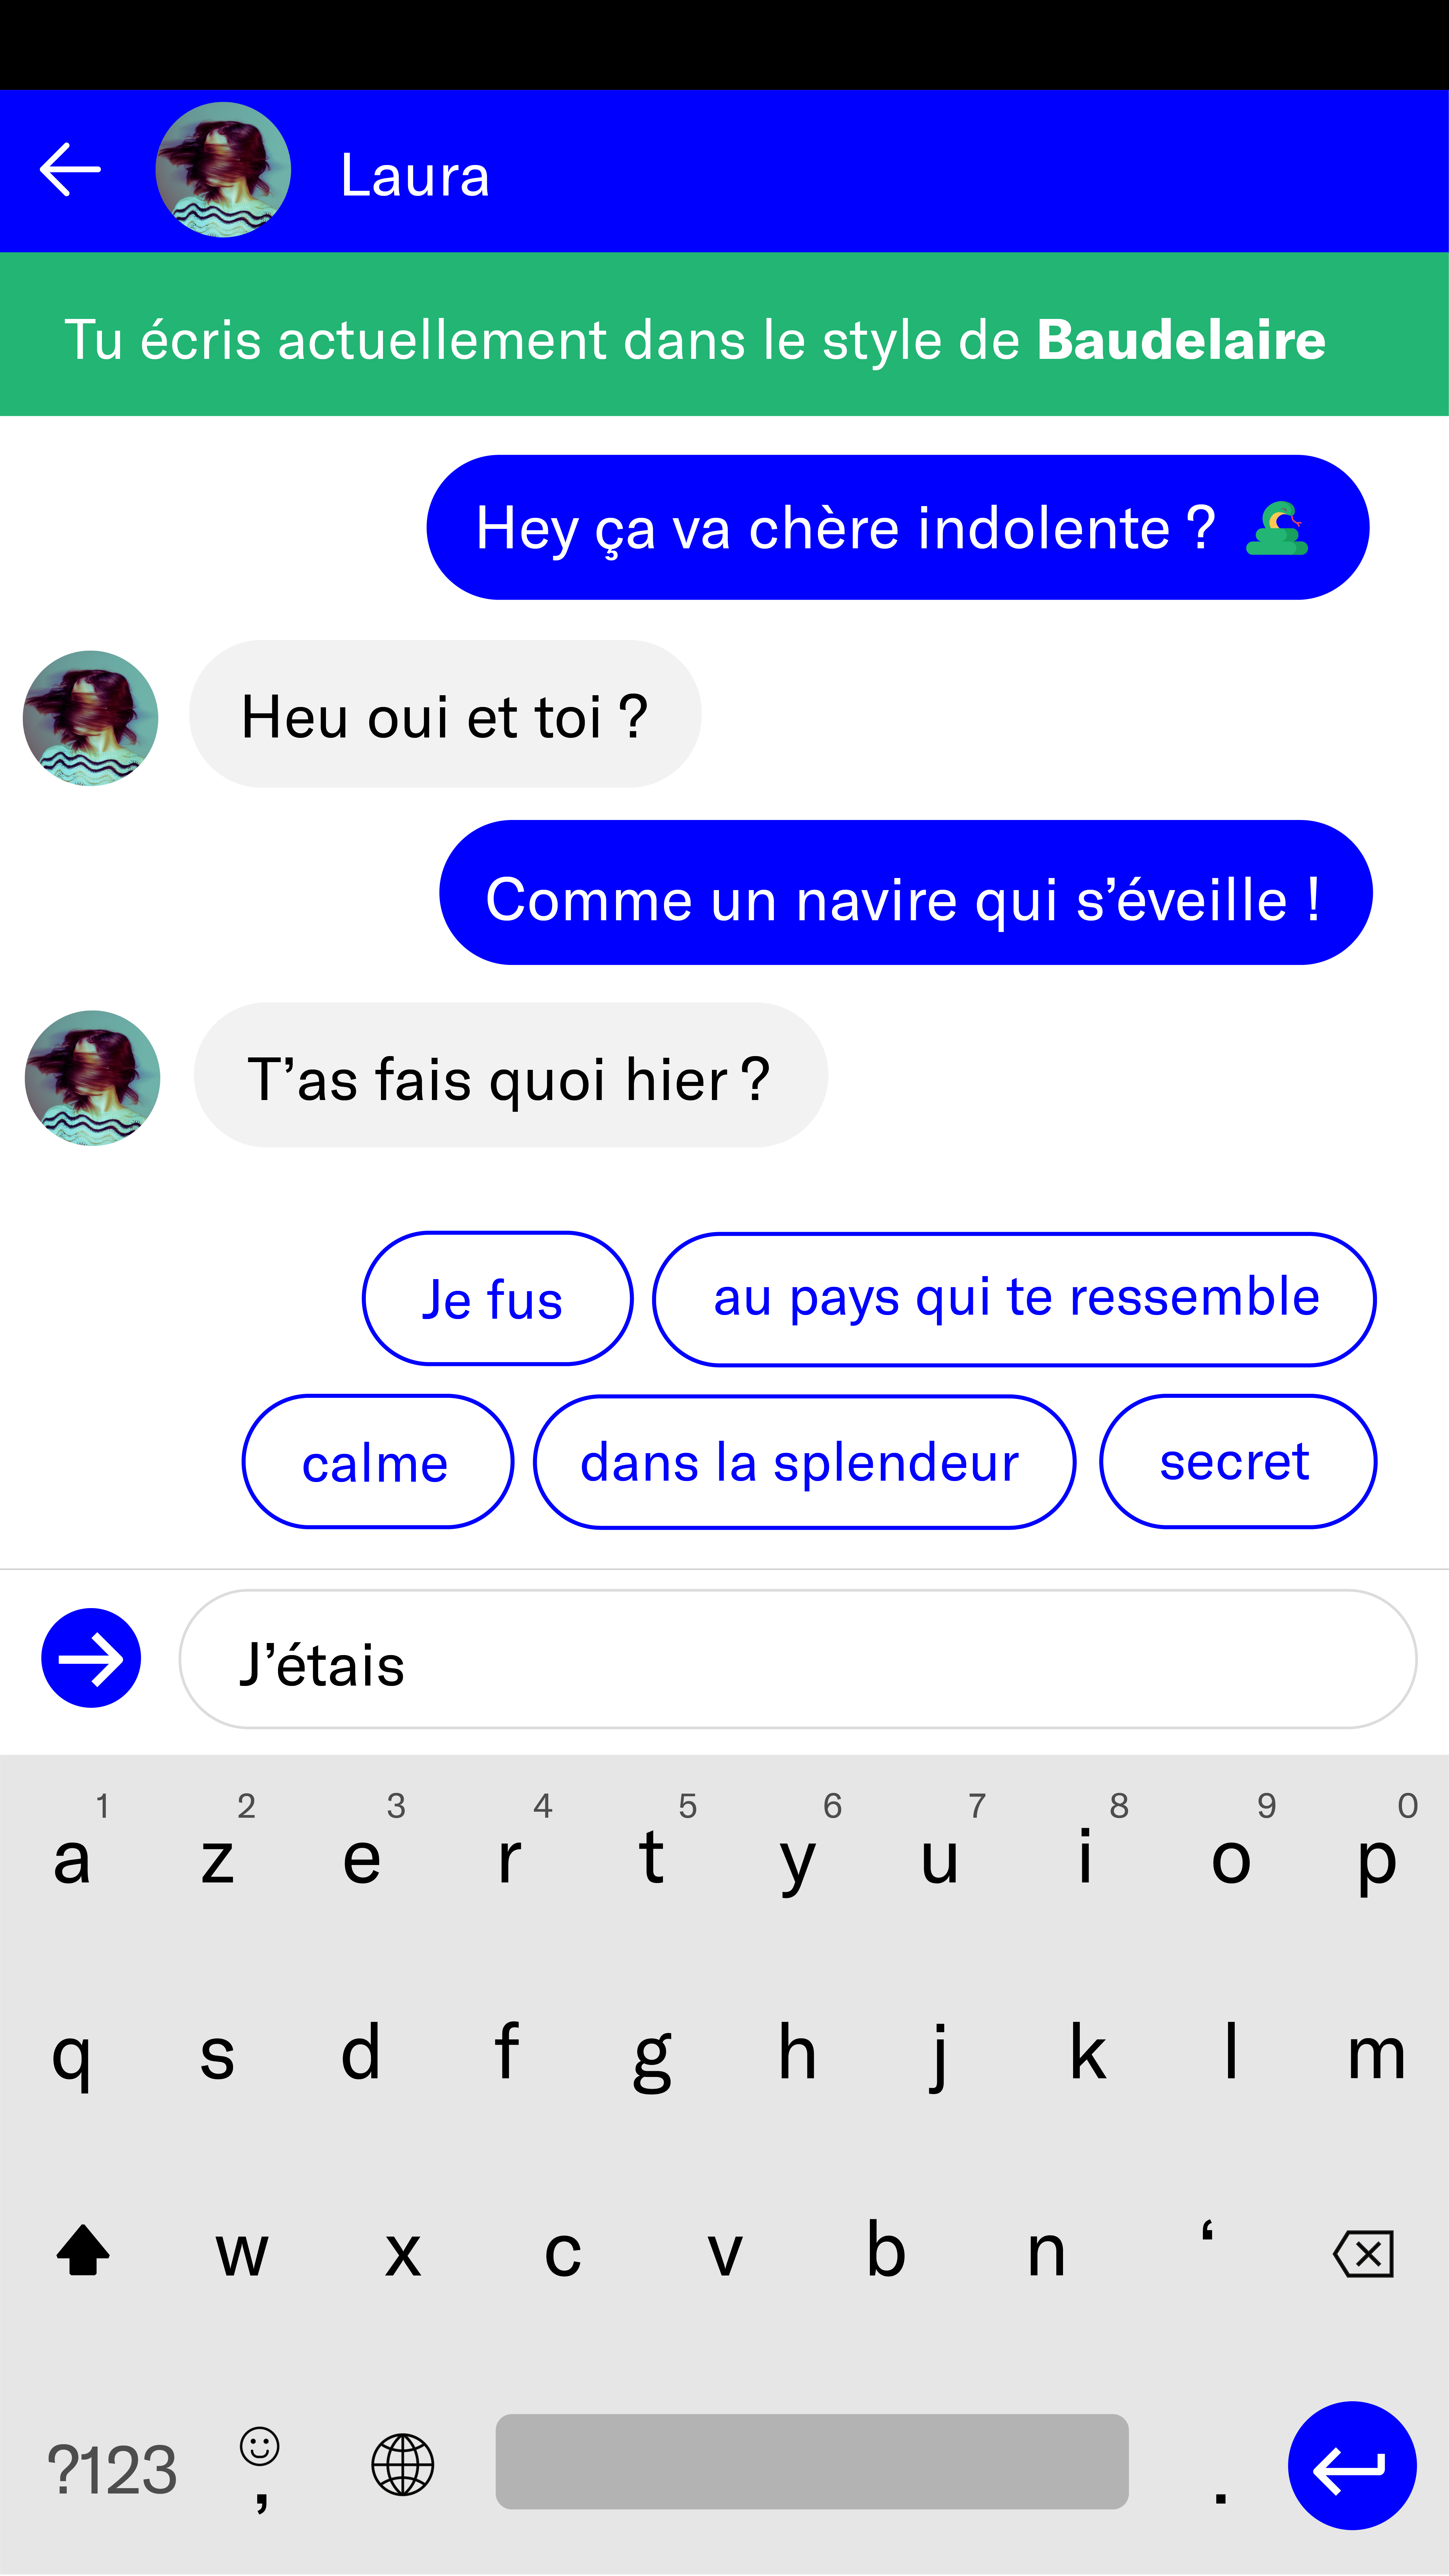 Laura
Tu écris actuellement dans le style de Baudelaire
Hey ça va chère indolente ?
Heu oui et toi ?
Comme un navire qui s’éveille !
T’as fais quoi hier ?
Je fus au pays qui te ressemble
calme dans la splendeur secret
J’étais
1 2 3 4 5 6 7 8 9 0
a z e r t y u i o p
q s d f g h j k l m
w x c v b n ‘
?123 , .